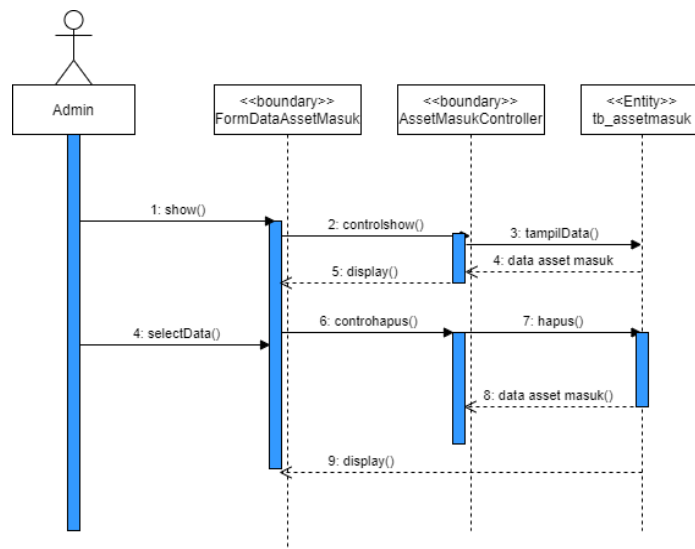 Admin
<<boundary>>
FormDataAssetMasuk
<<boundary>>
AssetMasukController
<<Entity>>
tb_assetmasuk
1: show()
2: controlshow()
3: tampilData()
4: data asset masuk
5: display()
6: controhapus()
7: hapus()
4: selectData()
8: data asset masuk()
9: display()